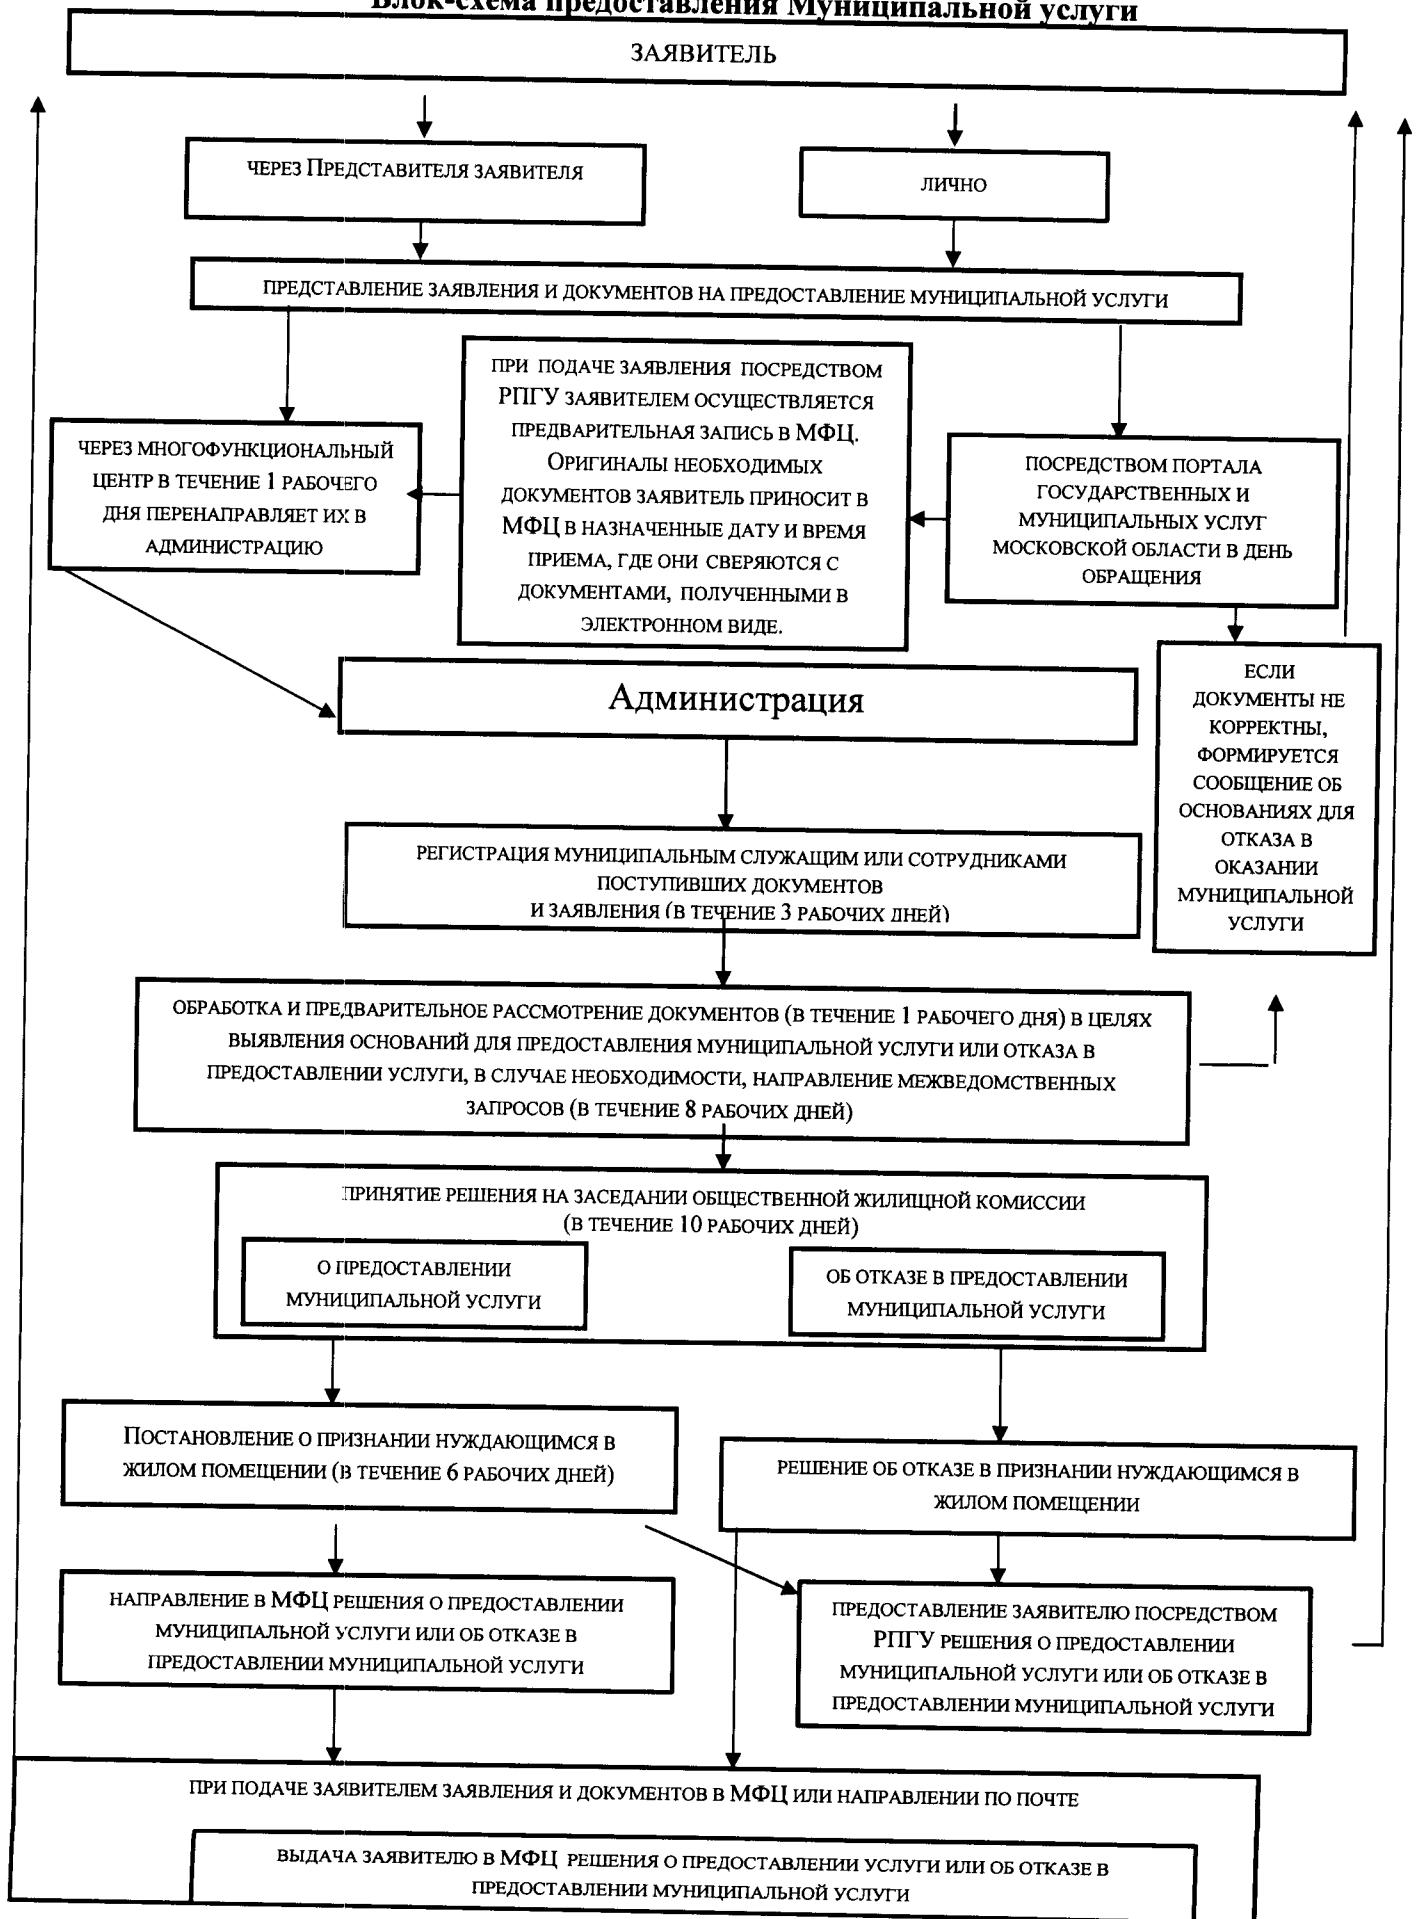 Блок-схема предоставления Муниципальной услуги
ЗАЯВИТЕЛЬ
ЧЕРЕЗ ПРЕДСТАВИТЕЛЯ ЗАЯВИТЕЛЯ
ЛИЧНО
ПРЕДСТАВЛЕНИЕ ЗАЯВЛЕНИЯ И ДОКУМЕНТОВ НА ПРЕДОСТАВЛЕНИЕ МУНИЦИПАЛЬНОЙ УСЛУГИ
ПРИ ПОДАЧЕ ЗАЯВЛЕНИЯ ПОСРЕДСТВОМ
РПГУ ЗАЯВИТЕЛЕМ ОСУЩЕСТВЛЯЕТСЯ
ПРЕДВАРИТЕЛЬНАЯ ЗАПИСЬ В МФЦ.
ОРИГИНАЛЫ НЕОБХОДИМЫХ
ДОКУМЕНТОВ ЗАЯВИТЕЛЬ ПРИНОСИТ В
МФЦ В НАЗНАЧЕННЫЕ ДАТУ И ВРЕМЯ
ПРИЕМА, ГДЕ ОНИ СВЕРЯЮТСЯ С
ДОКУМЕНТАМИ, ПОЛУЧЕННЫМИ В
ЭЛЕКТРОННОМ ВИДЕ.
ЧЕРЕЗ МНОГОФУНКЦИОНАЛЬНЫЙ
ЦЕНТР В ТЕЧЕНИЕ 1 РАБОЧЕГО
ДНЯ ПЕРЕНАПРАВЛЯЕТ ИХ В
АДМИНИСТРАЦИЮ
ПОСРЕДСТВОМ ПОРТАЛА
ГОСУДАРСТВЕННЫХ И
МУНИЦИПАЛЬНЫХ УСЛУГ
МОСКОВСКОЙ ОБЛАСТИ В ДЕНЬ
ОБРАЩЕНИЯ
ЕСЛИ
ДОКУМЕНТЫ НЕ
КОРРЕКТНЫ,
ФОРМИРУЕТСЯ
СООБЩЕНИЕ ОБ
ОСНОВАНИЯХ ДЛЯ
ОТКАЗА В
ОКАЗАНИИ
МУНИЦИПАЛЬНОЙ
УСЛУГИ
Администрация
РЕГИСТРАЦИЯ МУНИЦИПАЛЬНЫМ СЛУЖАЩИМ ИЛИ СОТРУДНИКАМИ
ПОСТУПИВШИХ ДОКУМЕНТОВ
И ЗАЯВЛЕНИЯ (В ТЕЧЕНИЕ 3 РАБОЧИХ ДНЕЙ)
ОБРАБОТКА И ПРЕДВАРИТЕЛЬНОЕ РАССМОТРЕНИЕ ДОКУМЕНТОВ (В ТЕЧЕНИЕ 1 РАБОЧЕГО ДНЯ) В ЦЕЛЯХ
ВЫЯВЛЕНИЯ ОСНОВАНИЙ ДЛЯ ПРЕДОСТАВЛЕНИЯ МУНИЦИПАЛЬНОЙ УСЛУГИ ИЛИ ОТКАЗА В
ПРЕДОСТАВЛЕНИИ УСЛУГИ, В СЛУЧАЕ НЕОБХОДИМОСТИ, НАПРАВЛЕНИЕ МЕЖВЕДОМСТВЕННЫХ
ЗАПРОСОВ (В ТЕЧЕНИЕ 8 РАБОЧИХ ДНЕЙ)
ПРИНЯТИЕ РЕШЕНИЯ НА ЗАСЕДАНИИ ОБЩЕСТВЕННОЙ ЖИЛИЩНОЙ КОМИССИИ
(В ТЕЧЕНИЕ 10 РАБОЧИХ ДНЕЙ)
О ПРЕДОСТАВЛЕНИИ
МУНИЦИПАЛЬНОЙ УСЛУГИ
ОБ ОТКАЗЕ В ПРЕДОСТАВЛЕНИИ
МУНИЦИПАЛЬНОЙ УСЛУГИ
ПОСТАНОВЛЕНИЕ О ПРИЗНАНИИ НУЖДАЮЩИМСЯ В
ЖИЛОМ ПОМЕЩЕНИИ (В ТЕЧЕНИЕ 6 РАБОЧИХ ДНЕЙ)
РЕШЕНИЕ ОБ ОТКАЗЕ В ПРИЗНАНИИ НУЖДАЮЩИМСЯ В
ЖИЛОМ ПОМЕЩЕНИИ
НАПРАВЛЕНИЕ В МФЦ РЕШЕНИЯ О ПРЕДОСТАВЛЕНИИ
МУНИЦИПАЛЬНОЙ УСЛУГИ ИЛИ ОБ ОТКАЗЕ В
ПРЕДОСТАВЛЕНИИ МУНИЦИПАЛЬНОЙ УСЛУГИ
ПРЕДОСТАВЛЕНИЕ ЗАЯВИТЕЛЮ ПОСРЕДСТВОМ
РПГУ РЕШЕНИЯ О ПРЕДОСТАВЛЕНИИ
МУНИЦИПАЛЬНОЙ УСЛУГИ ИЛИ ОБ ОТКАЗЕ В
ПРЕДОСТАВЛЕНИИ МУНИЦИПАЛЬНОЙ УСЛУГИ
ПРИ ПОДАЧЕ ЗАЯВИТЕЛЕМ ЗАЯВЛЕНИЯ И ДОКУМЕНТОВ В МФЦ ИЛИ НАПРАВЛЕНИИ ПО ПОЧТЕ
ВЫДАЧА ЗАЯВИТЕЛЮ В МФЦ РЕШЕНИЯ О ПРЕДОСТАВЛЕНИИ УСЛУГИ ИЛИ ОБ ОТКАЗЕ В
ПРЕДОСТАВЛЕНИИ МУНИЦИПАЛЬНОЙ УСЛУГИ